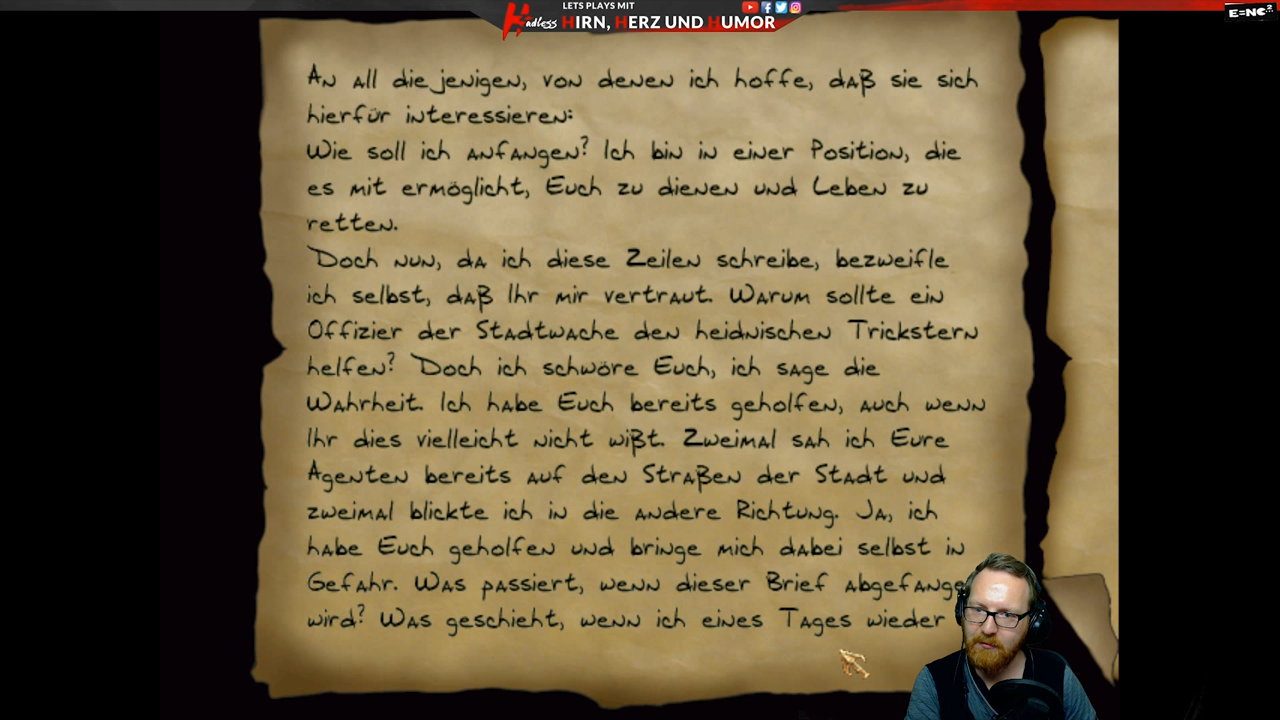 LETS PLAYS MIT
Hadless HIRN, HERZ UND HUMOR
E=NC²
An all diejenigen, von denen ich hoffe, daß sie sich
hierfür interessieren:
Wie soll ich anfangen? Ich bin in einer Position, die
es mit ermöglicht, Euch zu dienen und Leben zu
retten.
Doch nun, da ich diese Zeilen schreibe, bezweifle
ich selbst, daß Ihr mir vertraut. Warum sollte ein
Offizier der Stadtwache den heidnischen Trickstern
helfen? Doch ich schwöre Euch, ich sage die
Wahrheit. Ich habe Euch bereits geholfen, auch wenn
Ihr dies vielleicht nicht wißt. Zweimal sah ich Eure
Agenten bereits auf den Straßen der Stadt und
zweimal blickte ich in die andere Richtung. Ja, ich
habe Euch geholfen und bringe mich dabei selbst in
Gefahr. Was passiert, wenn dieser Brief abgefange
wird? Was geschieht, wenn ich eines Tages wieder